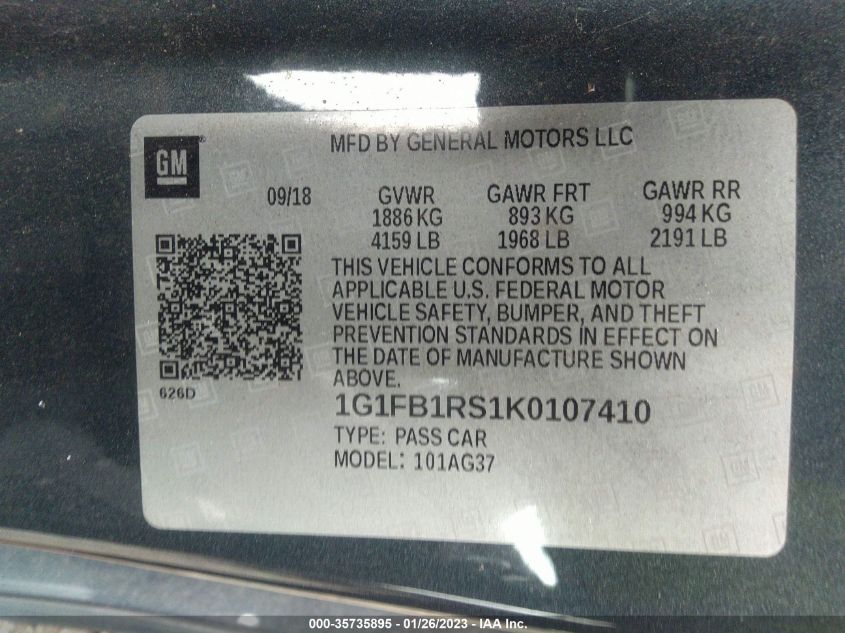 MFD BY GENERAL MOTORS LLC
GM®
09/18 GVWR GAWR FRT GAWR RR
1886 KG 893 KG 994 KG
4159 LB 1968 LB 2191 LB
THIS VEHICLE CONFORMS TO ALL
APPLICABLE U.S. FEDERAL MOTOR
VEHICLE SAFETY, BUMPER, AND THEFT
PREVENTION STANDARDS IN EFFECT ON
THE DATE OF MANUFACTURE SHOWN
ABOVE.
626D
1G1FB1RS1K0107410
TYPE: PASS CAR
MODEL: 101AG37
000-35735895 - 01/26/2023 - IAA Inc.